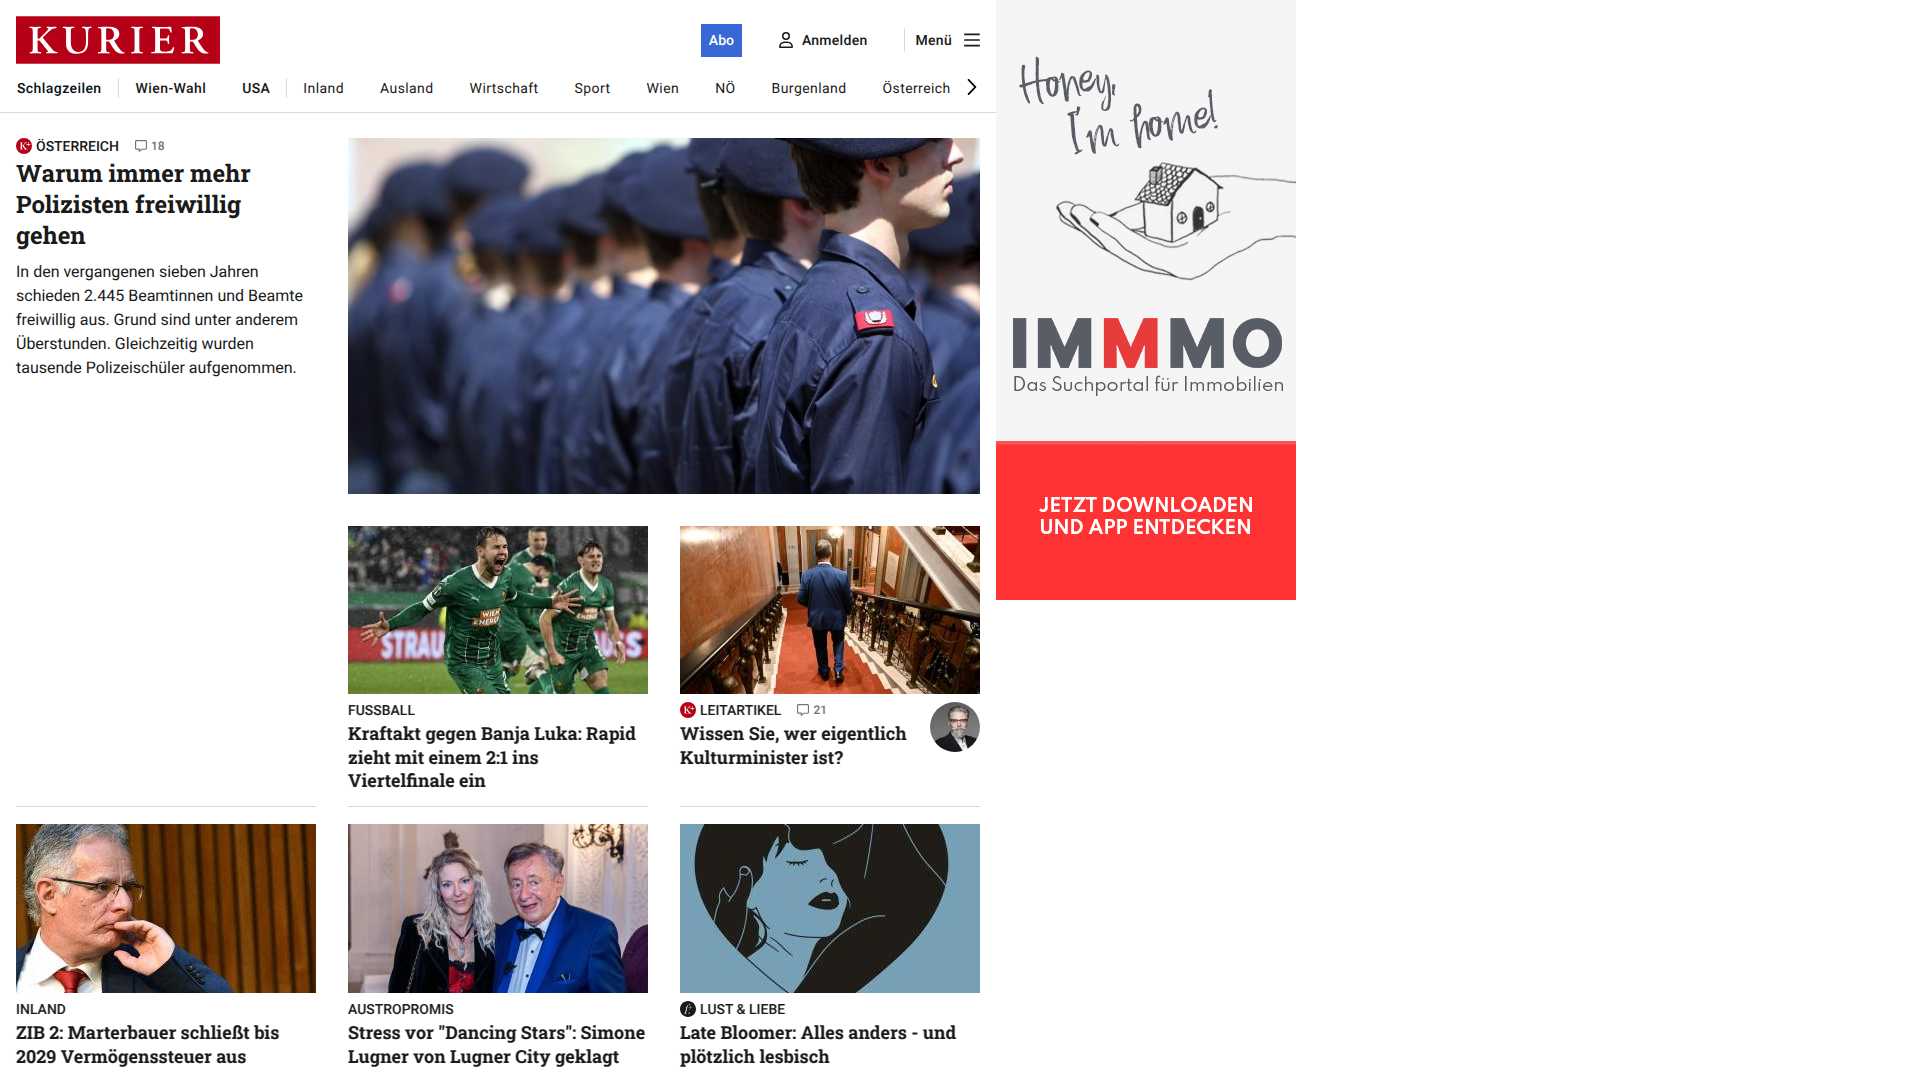 KURIER
Abo
Anmelden
Menü
Schlagzeilen
Wien-Wahl
USA
Inland
Ausland
Wirtschaft
Sport
Wien
NÖ
Burgenland
Österreich
ÖSTERREICH 18
Warum immer mehr
Polizisten freiwillig
gehen
In den vergangenen sieben Jahren
schieden 2.445 Beamtinnen und Beamte
freiwillig aus. Grund sind unter anderem
Überstunden. Gleichzeitig wurden
tausende Polizeischüler aufgenommen.
FUSSBALL
Kraftakt gegen Banja Luka: Rapid
zieht mit einem 2:1 ins
Viertelfinale ein
LEITARTIKEL 21
Wissen Sie, wer eigentlich
Kulturminister ist?
INLAND
ZIB 2: Marterbauer schließt bis
2029 Vermögenssteuer aus
AUSTROPROMIS
Stress vor "Dancing Stars": Simone
Lugner von Lugner City geklagt
LUST & LIEBE
Late Bloomer: Alles anders - und
plötzlich lesbisch
Honey,
I'm home!
IMMMO
Das Suchportal für Immobilien
JETZT DOWNLOADEN
UND APP ENTDECKEN